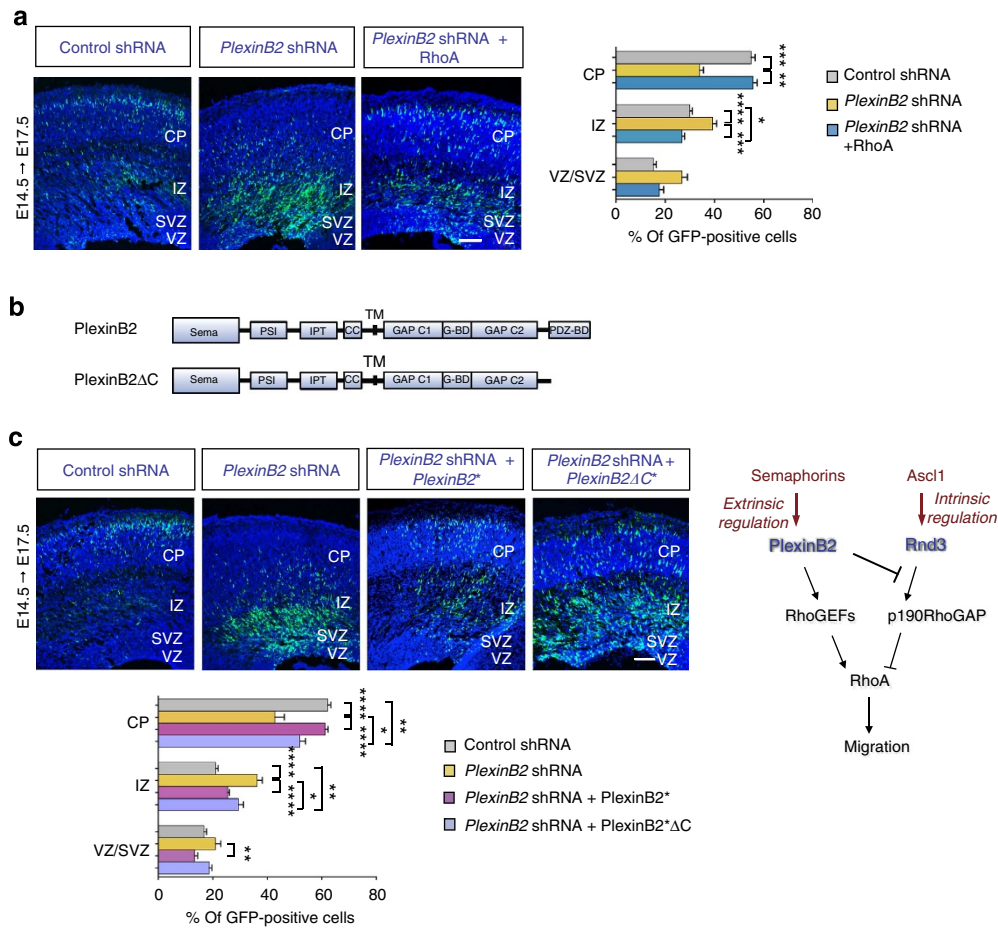 a
Control shRNA
PlexinB2 shRNA
PlexinB2 shRNA +
RhoA
E14.5 → E17.5
CP
IZ
SVZ
VZ
CP
IZ
SVZ
VZ
CP
IZ
SVZ
VZ
CP
IZ
VZ/SVZ
***
**
****
***
*
0
20
40
60
80
% Of GFP-positive cells
Control shRNA
PlexinB2 shRNA
PlexinB2 shRNA
+RhoA
b
PlexinB2
Sema
PSI
IPT
CC
TM
GAP C1
G-BD
GAP C2
PDZ-BD
PlexinB2ΔC
Sema
PSI
IPT
CC
TM
GAP C1
G-BD
GAP C2
c
Control shRNA
PlexinB2 shRNA
PlexinB2 shRNA +
PlexinB2*
PlexinB2 shRNA +
PlexinB2ΔC*
E14.5 → E17.5
CP
IZ
SVZ
VZ
CP
IZ
SVZ
VZ
CP
IZ
SVZ
VZ
CP
IZ
SVZ
VZ
CP
IZ
VZ/SVZ
****
****
*
**
****
****
*
**
**
0
20
40
60
80
% Of GFP-positive cells
Control shRNA
PlexinB2 shRNA
PlexinB2 shRNA + PlexinB2*
PlexinB2 shRNA + PlexinB2*ΔC
Semaphorins
Ascl1
Extrinsic
regulation
Intrinsic
regulation
PlexinB2
Rnd3
RhoGEFs
p190RhoGAP
RhoA
Migration